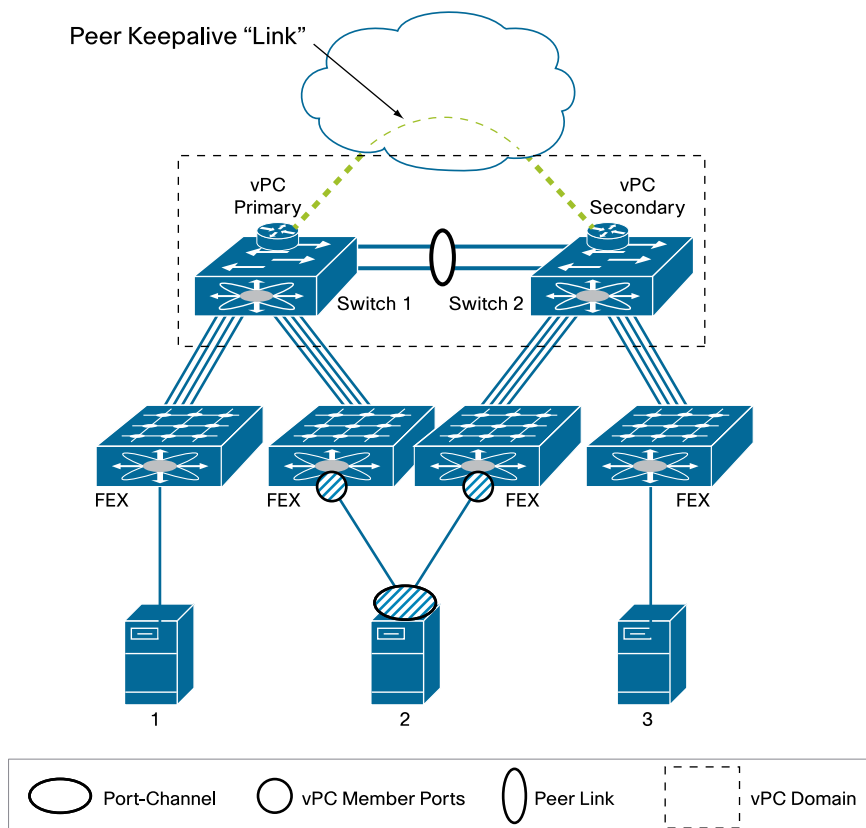 Peer Keepalive “Link”
vPC
Primary
vPC
Secondary
Switch 1
Switch 2
FEX
FEX
FEX
FEX
1
2
3
Port-Channel
vPC Member Ports
Peer Link
vPC Domain